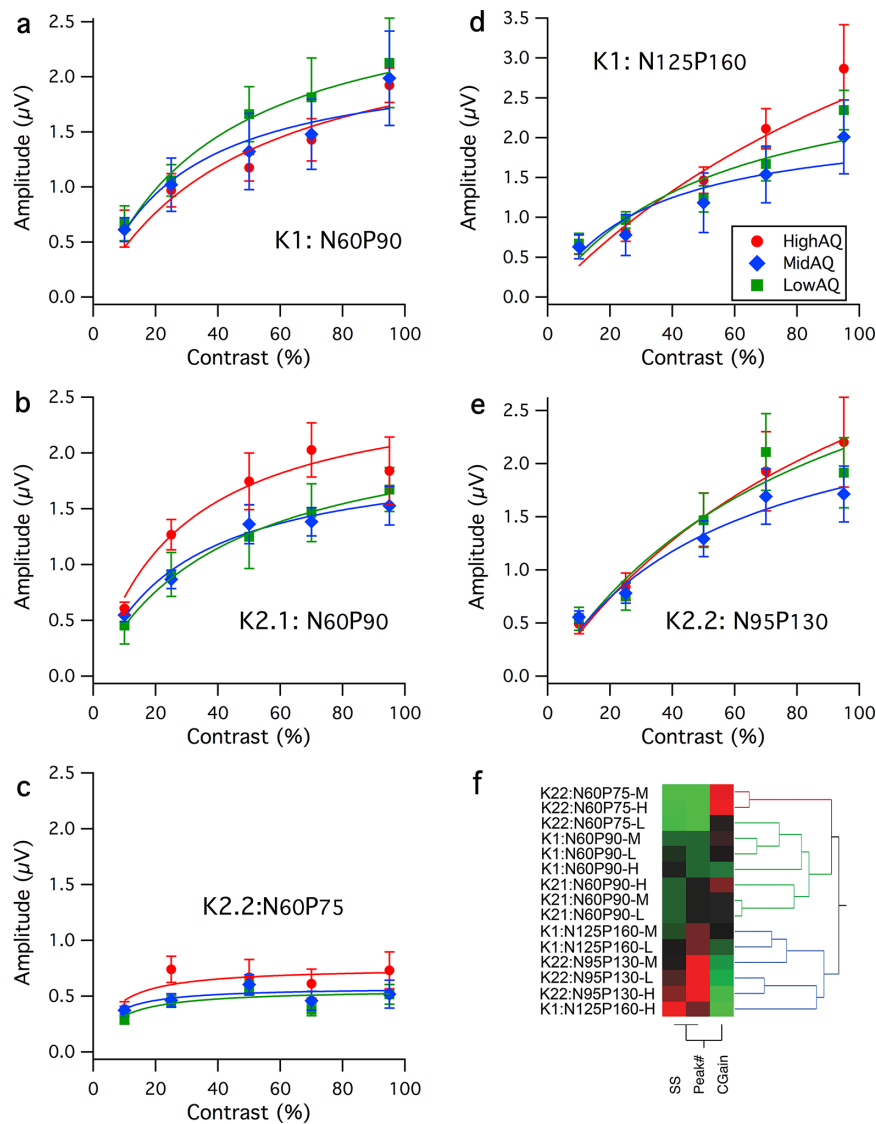 a
2.5
2.0
1.5
1.0
0.5
0.0
Amplitude (µV)
0 20 40 60 80 100
Contrast (%)
K1: N60P90
b
2.5
2.0
1.5
1.0
0.5
0.0
Amplitude (µV)
0 20 40 60 80 100
Contrast (%)
K2.1: N60P90
c
2.5
2.0
1.5
1.0
0.5
0.0
Amplitude (µV)
0 20 40 60 80 100
Contrast (%)
K2.2:N60P75
d
3.5
3.0
2.5
2.0
1.5
1.0
0.5
0.0
Amplitude (µV)
0 20 40 60 80 100
Contrast (%)
K1: N125P160
HighAQ
MidAQ
LowAQ
e
2.5
2.0
1.5
1.0
0.5
0.0
Amplitude (µV)
0 20 40 60 80 100
Contrast (%)
K2.2: N95P130
f
K22:N60P75-M
K22:N60P75-H
K22:N60P75-L
K1:N60P90-M
K1:N60P90-L
K1:N60P90-H
K21:N60P90-H
K21:N60P90-M
K21:N60P90-L
K1:N125P160-M
K1:N125P160-L
K22:N95P130-M
K22:N95P130-L
K22:N95P130-H
K1:N125P160-H
SS
Peak#
CGain